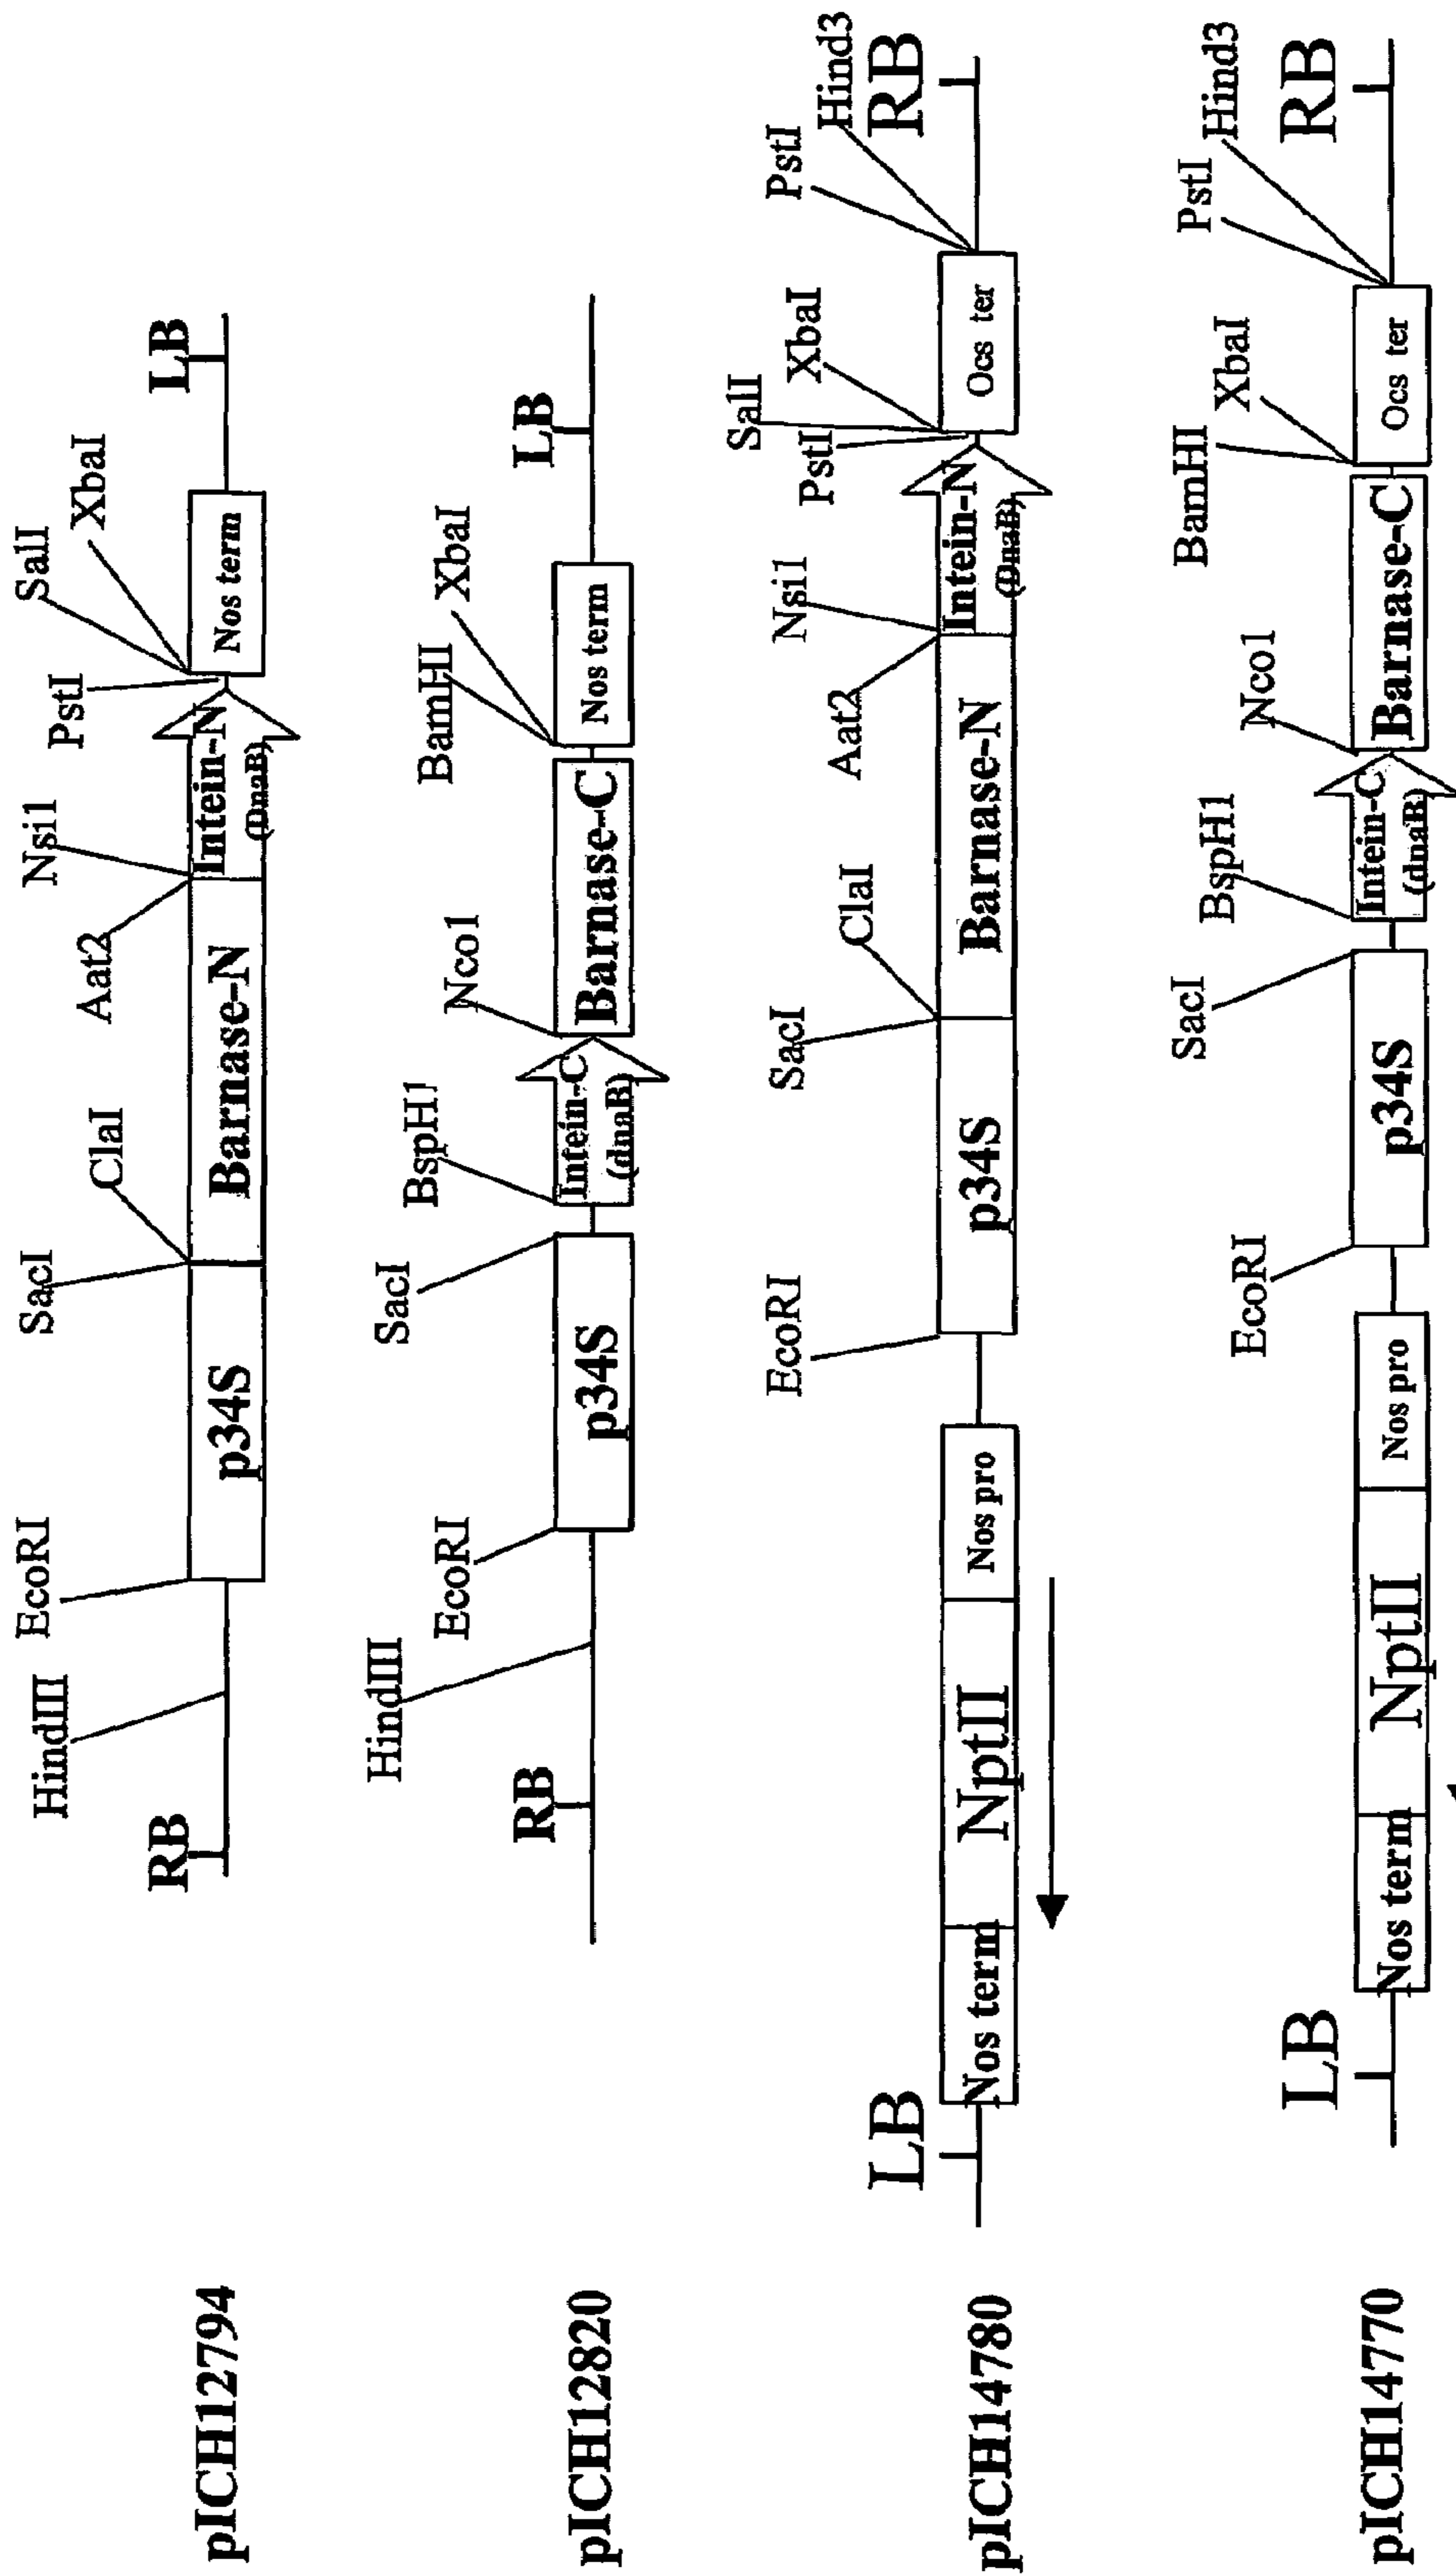 pICH12794
RB
HindIII
EcoRI
p34S
SacI
ClaI
Barnase-N
Aat2
Nsi1
Intein-N
(DnaB)
PstI
SalI
XbaI
Nos term
LB
pICH12820
RB
HindIII
EcoRI
p34S
SacI
BspH1
Intein-C
(dnaB)
Nco1
Barnase-C
BamHI
XbaI
Nos term
LB
pICH14780
LB
Nos term
NptII
Nos pro
EcoRI
p34S
SacI
ClaI
Barnase-N
Aat2
Nsi1
Intein-N
(DnaB)
PstI
SalI
XbaI
Ocs ter
PstI
Hind3
RB
pICH14770
LB
Nos term
NptII
Nos pro
EcoRI
p34S
SacI
BspH1
Intein-C
(dnaB)
Nco1
Barnase-C
BamHI
XbaI
Ocs ter
PstI
Hind3
RB